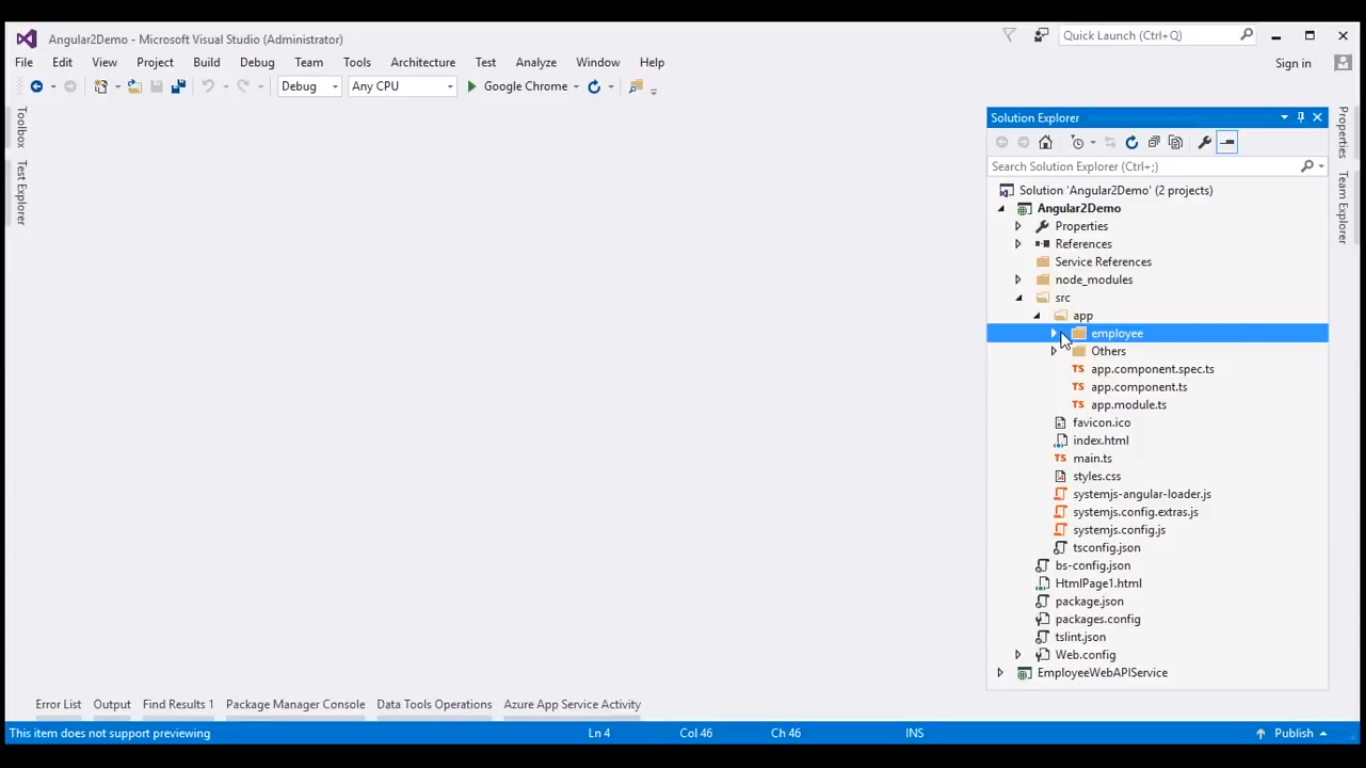 Angular2Demo - Microsoft Visual Studio (Administrator)
Quick Launch (Ctrl+Q)
File Edit View Project Build Debug Team Tools Architecture Test Analyze Window Help
Sign in
Debug Any CPU Google Chrome
Toolbox
Test Explorer
Solution Explorer
Search Solution Explorer (Ctrl+;)
Solution 'Angular2Demo' (2 projects)
Angular2Demo
Properties
References
Service References
node_modules
src
app
employee
Others
TS app.component.spec.ts
TS app.component.ts
TS app.module.ts
favicon.ico
index.html
TS main.ts
styles.css
systemjs-angular-loader.js
systemjs.config.extras.js
systemjs.config.js
tsconfig.json
bs-config.json
HtmlPage1.html
package.json
packages.config
tslint.json
Web.config
EmployeeWebAPIService
Properties
Team Explorer
Error List Output Find Results 1 Package Manager Console Data Tools Operations Azure App Service Activity
This item does not support previewing Ln 4 Col 46 Ch 46 INS Publish